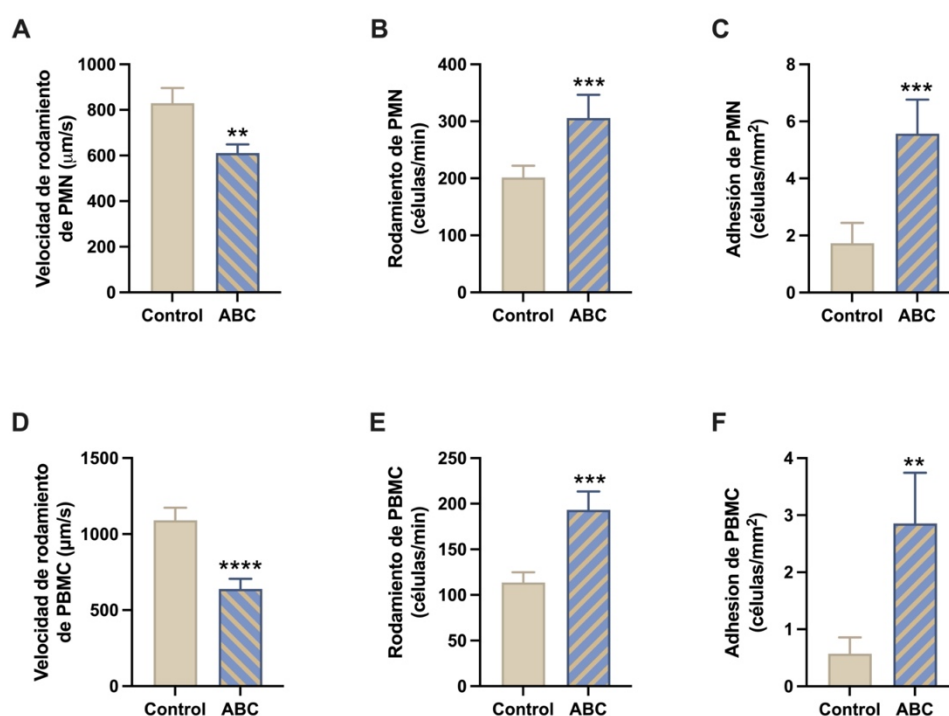 A
Velocidad de rodamiento
de PMN (μm/s)
1000
800
600
400
200
0
**
Control ABC
B
Rodamiento de PMN
(células/min)
400
300
200
100
0
***
Control ABC
C
Adhesión de PMN
(células/mm²)
8
6
4
2
0
***
Control ABC
D
Velocidad de rodamiento
de PBMC (μm/s)
1500
1000
500
0
****
Control ABC
E
Rodamiento de PBMC
(células/min)
250
200
150
100
50
0
***
Control ABC
F
Adhesion de PBMC
(células/mm²)
4
3
2
1
0
**
Control ABC